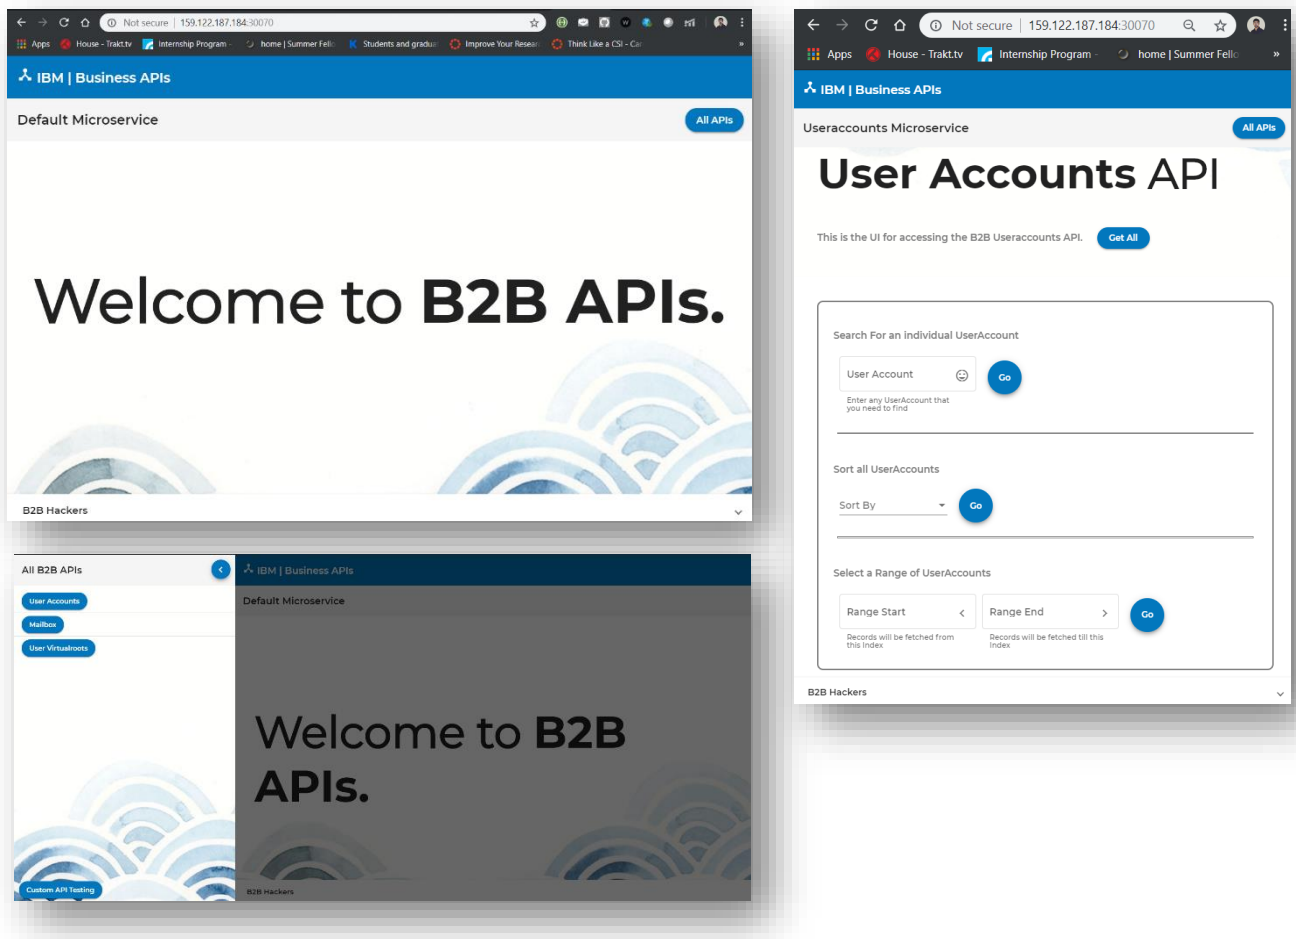 Not secure | 159.122.187.184:30070
Apps House - Trakt.tv Internship Program - home | Summer Fello Students and gradua Improve Your Resear Think Like a CSI - Ca »
IBM | Business APIs
Default Microservice All APIs
Welcome to B2B APIs.
B2B Hackers
All B2B APIs
User Accounts
Mailbox
User Virtualroots
Custom API Testing
IBM | Business APIs
Default Microservice
Welcome to B2B
APIs.
B2B Hackers
Not secure | 159.122.187.184:30070
Apps House - Trakt.tv Internship Program - home | Summer Fello »
IBM | Business APIs
Useraccounts Microservice All APIs
User Accounts API
This is the UI for accessing the B2B Useraccounts API. Get All
Search For an individual UserAccount
User Account Go
Enter any UserAccount that
you need to find
Sort all UserAccounts
Sort By Go
Select a Range of UserAccounts
Range Start Range End Go
Records will be fetched from
this Index
Records will be fetched till this
Index
B2B Hackers